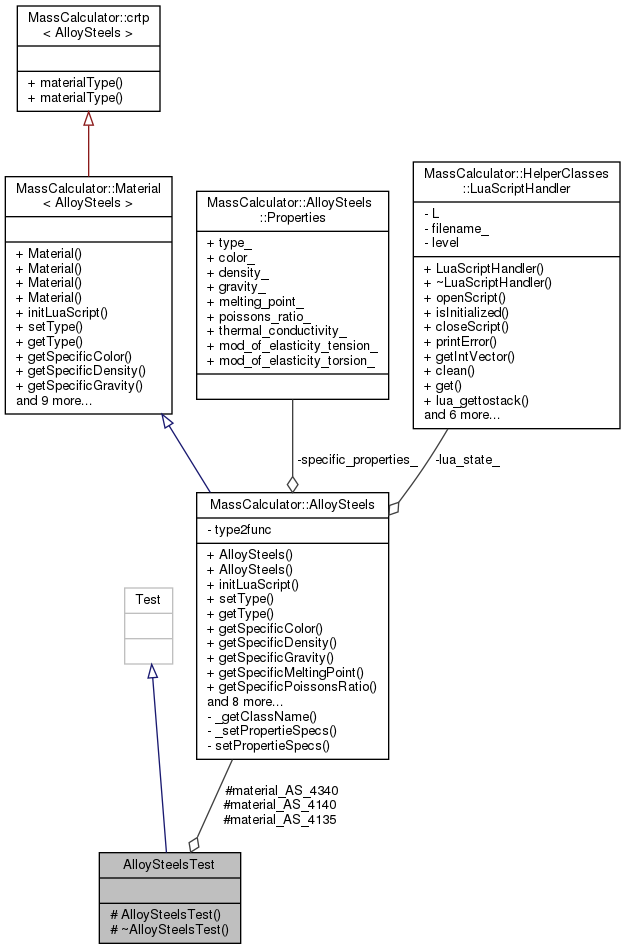 MassCalculator::crtp
< AlloySteels >
+ materialType()
+ materialType()
MassCalculator::Material
< AlloySteels >
+ Material()
+ Material()
+ Material()
+ Material()
+ initLuaScript()
+ setType()
+ getType()
+ getSpecificColor()
+ getSpecificDensity()
+ getSpecificGravity()
and 9 more...
MassCalculator::AlloySteels
::Properties
+ type_
+ color_
+ density_
+ gravity_
+ melting_point_
+ poissons_ratio_
+ thermal_conductivity_
+ mod_of_elasticity_tension_
+ mod_of_elasticity_torsion_
MassCalculator::HelperClasses
::LuaScriptHandler
- L
- filename_
- level
+ LuaScriptHandler()
+ ~LuaScriptHandler()
+ openScript()
+ isInitialized()
+ closeScript()
+ printError()
+ getIntVector()
+ clean()
+ get()
+ lua_gettostack()
and 6 more...
-specific_properties_
-lua_state_
MassCalculator::AlloySteels
- type2func
+ AlloySteels()
+ AlloySteels()
+ initLuaScript()
+ setType()
+ getType()
+ getSpecificColor()
+ getSpecificDensity()
+ getSpecificGravity()
+ getSpecificMeltingPoint()
+ getSpecificPoissonsRatio()
and 8 more...
- _getClassName()
- _setPropertieSpecs()
- setPropertieSpecs()
Test
#material_AS_4340
#material_AS_4140
#material_AS_4135
AlloySteelsTest
# AlloySteelsTest()
# ~AlloySteelsTest()